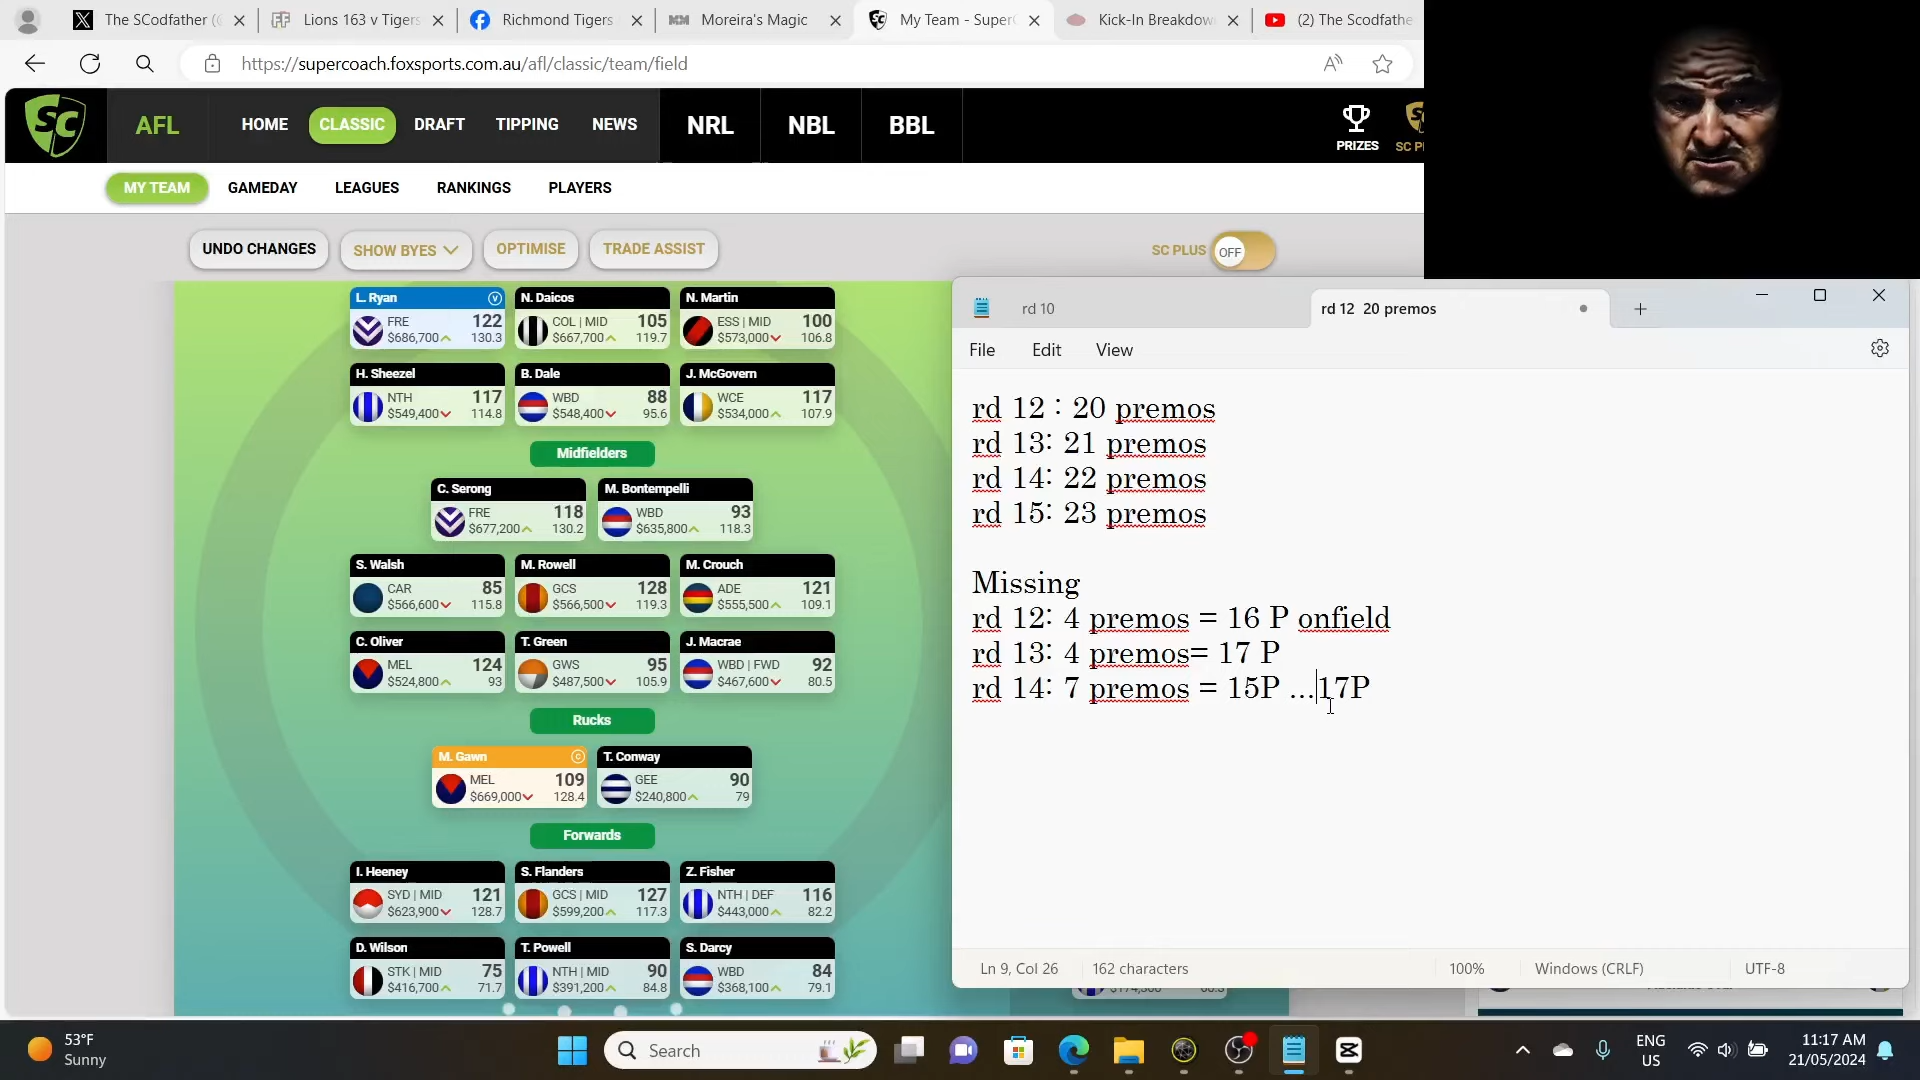 The SCodfather (
Lions 163 v Tigers
Richmond Tigers
Moreira's Magic
My Team - SuperC
Kick-In Breakdow
(2) The Scodfathe
https://supercoach.foxsports.com.au/afl/classic/team/field
SC
AFL
HOME
CLASSIC
DRAFT
TIPPING
NEWS
NRL
NBL
BBL
PRIZES
SC PL
MY TEAM
GAMEDAY
LEAGUES
RANKINGS
PLAYERS
UNDO CHANGES
SHOW BYES
OPTIMISE
TRADE ASSIST
SC PLUS
OFF
L. Ryan V
FRE 122
$686,700 130.3
N. Daicos
COL | MID 105
$667,700 119.7
N. Martin
ESS | MID 100
$573,000 106.8
H. Sheezel
NTH 117
$549,400 114.8
B. Dale
WBD 88
$548,400 95.6
J. McGovern
WCE 117
$534,000 107.9
Midfielders
C. Serong
FRE 118
$677,200 130.2
M. Bontempelli
WBD 93
$635,800 118.3
S. Walsh
CAR 85
$566,600 115.8
M. Rowell
GCS 128
$566,500 119.3
M. Crouch
ADE 121
$555,500 109.1
C. Oliver
MEL 124
$524,800 93
T. Green
GWS 95
$487,500 105.9
J. Macrae
WBD | FWD 92
$467,600 80.5
Rucks
M. Gawn C
MEL 109
$669,000 128.4
T. Conway
GEE 90
$240,800 79
Forwards
I. Heeney
SYD | MID 121
$623,900 128.7
S. Flanders
GCS | MID 127
$599,200 117.3
Z. Fisher
NTH | DEF 116
$443,000 82.2
D. Wilson
STK | MID 75
$416,700 71.7
T. Powell
NTH | MID 90
$391,200 84.8
S. Darcy
WBD 84
$368,100 79.1
rd 10
rd 12 20 premos
File
Edit
View
rd 12 : 20 premos
rd 13: 21 premos
rd 14: 22 premos
rd 15: 23 premos
Missing
rd 12: 4 premos = 16 P onfield
rd 13: 4 premos= 17 P
rd 14: 7 premos = 15P ...17P
Ln 9, Col 26
162 characters
100%
Windows (CRLF)
UTF-8
53°F
Sunny
Search
ENG
US
11:17 AM
21/05/2024